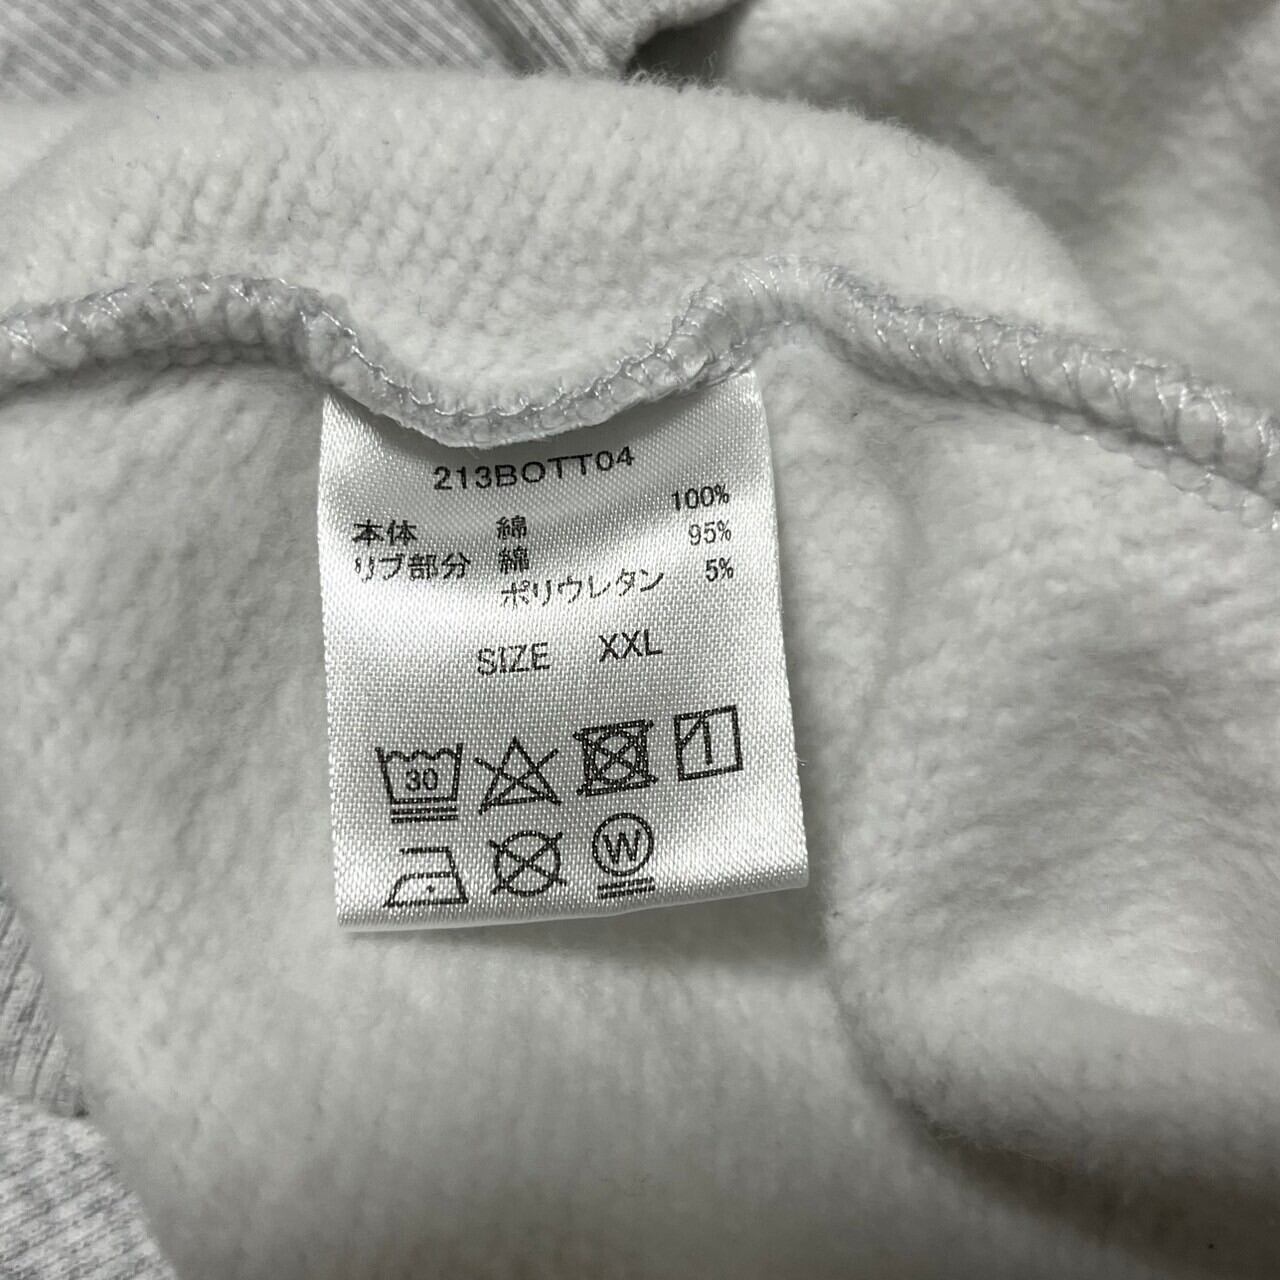 213BOTT04
本体 綿 100%
リブ部分 綿 95%
ポリウレタン 5%
SIZE XXL
30
W